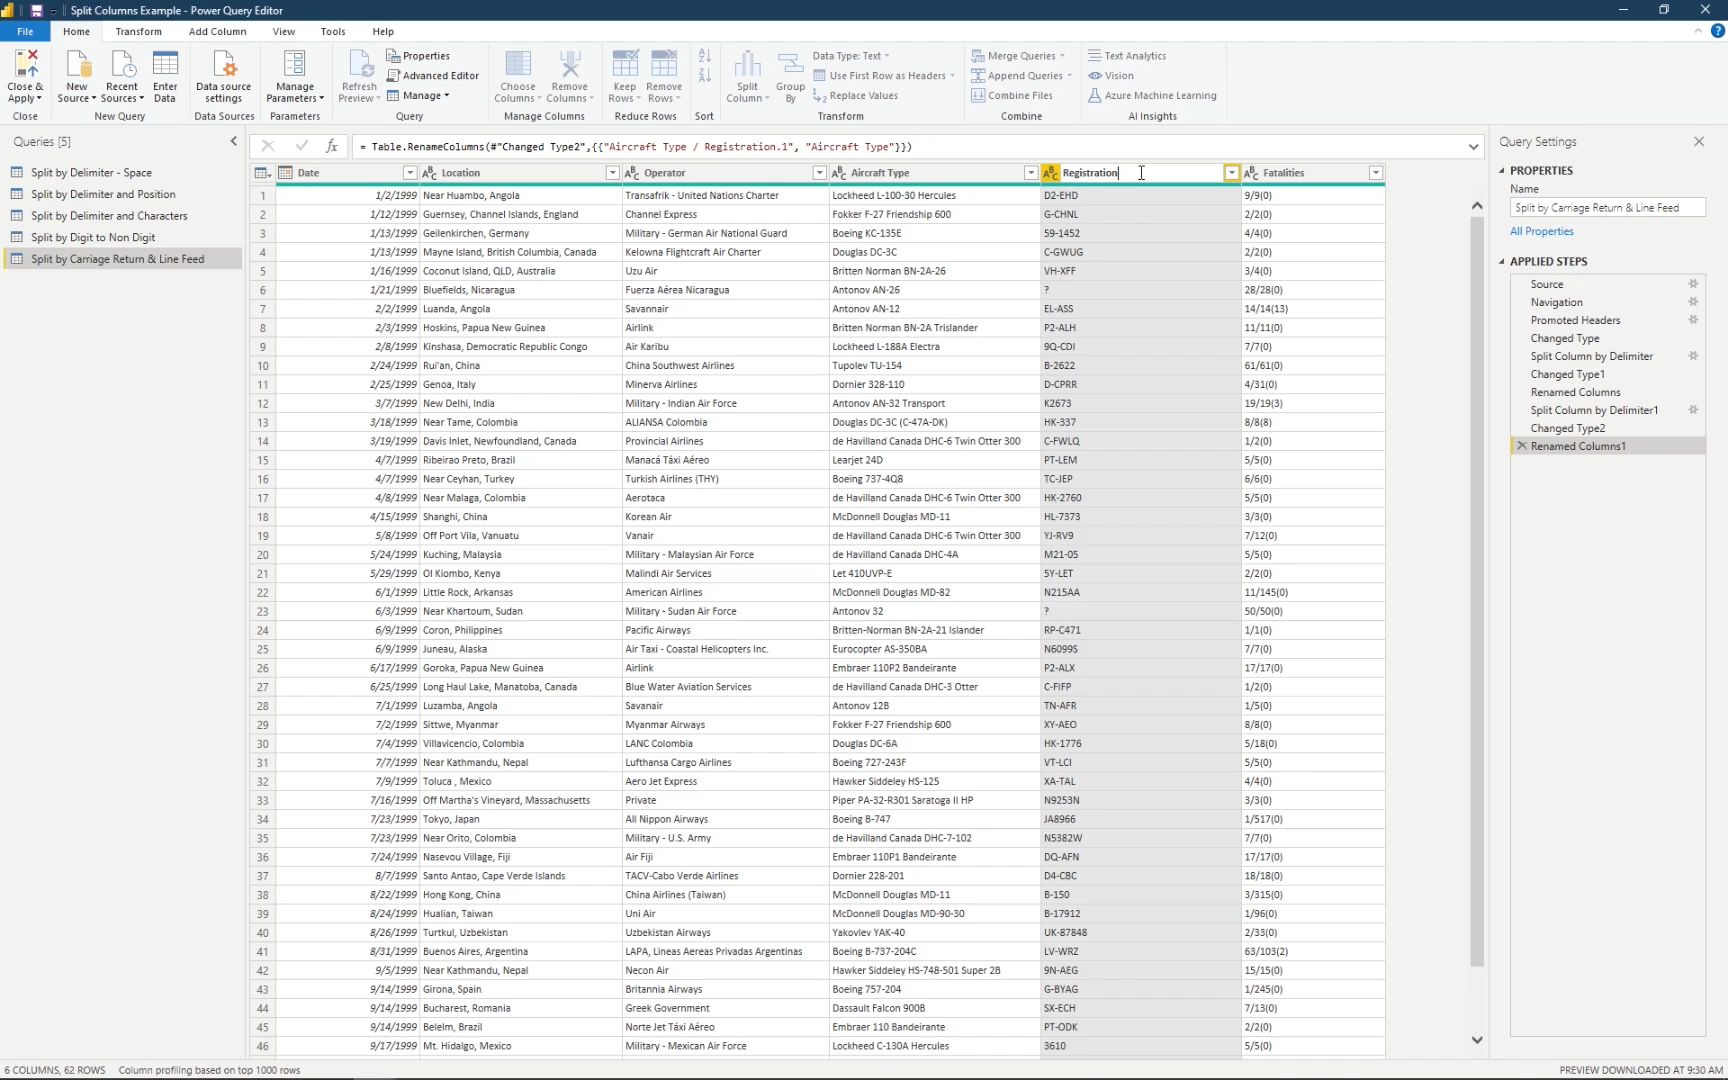 Split Columns Example - Power Query Editor
File Home Transform Add Column View Tools Help
Close & Apply
New Source
Recent Sources
Enter Data
Data source settings
Manage Parameters
Refresh Preview
Properties
Advanced Editor
Manage
Choose Columns
Remove Columns
Keep Rows
Remove Rows
Split Column
Group By
Data Type: Text
Use First Row as Headers
Replace Values
Merge Queries
Append Queries
Combine Files
Text Analytics
Vision
Azure Machine Learning
Close New Query Data Sources Parameters Query Manage Columns Reduce Rows Sort Transform Combine AI Insights
Queries [5]
Split by Delimiter - Space
Split by Delimiter and Position
Split by Delimiter and Characters
Split by Digit to Non Digit
Split by Carriage Return & Line Feed
fx = Table.RenameColumns(#"Changed Type2",{{"Aircraft Type / Registration.1", "Aircraft Type"}})
Date Location Operator Aircraft Type Registration Fatalities
1 1/2/1999 Near Huambo, Angola Transafrik - United Nations Charter Lockheed L-100-30 Hercules D2-EHD 9/9(0)
2 1/12/1999 Guernsey, Channel Islands, England Channel Express Fokker F-27 Friendship 600 G-CHNL 2/2(0)
3 1/13/1999 Geilenkirchen, Germany Military - German Air National Guard Boeing KC-135E 59-1452 4/4(0)
4 1/13/1999 Mayne Island, British Columbia, Canada Kelowna Flightcraft Air Charter Douglas DC-3C C-GWUG 2/2(0)
5 1/16/1999 Coconut Island, QLD, Australia Uzu Air Britten Norman BN-2A-26 VH-XFF 3/4(0)
6 1/21/1999 Bluefields, Nicaragua Fuerza Aérea Nicaragua Antonov AN-26 ? 28/28(0)
7 2/2/1999 Luanda, Angola Savannair Antonov AN-12 EL-ASS 14/14(13)
8 2/3/1999 Hoskins, Papua New Guinea Airlink Britten Norman BN-2A Trislander P2-ALH 11/11(0)
9 2/8/1999 Kinshasa, Democratic Republic Congo Air Karibu Lockheed L-188A Electra 9Q-CDI 7/7(0)
10 2/24/1999 Rui'an, China China Southwest Airlines Tupolev TU-154 B-2622 61/61(0)
11 2/25/1999 Genoa, Italy Minerva Airlines Dornier 328-110 D-CPRR 4/31(0)
12 3/7/1999 New Delhi, India Military - Indian Air Force Antonov AN-32 Transport K2673 19/19(3)
13 3/18/1999 Near Tame, Colombia ALIANSA Colombia Douglas DC-3C (C-47A-DK) HK-337 8/8(8)
14 3/19/1999 Davis Inlet, Newfoundland, Canada Provincial Airlines de Havilland Canada DHC-6 Twin Otter 300 C-FWLQ 1/2(0)
15 4/7/1999 Ribeirao Preto, Brazil Manacá Táxi Aéreo Learjet 24D PT-LEM 5/5(0)
16 4/7/1999 Near Ceyhan, Turkey Turkish Airlines (THY) Boeing 737-4Q8 TC-JEP 6/6(0)
17 4/8/1999 Near Malaga, Colombia Aerotaca de Havilland Canada DHC-6 Twin Otter 300 HK-2760 5/5(0)
18 4/15/1999 Shanghi, China Korean Air McDonnell Douglas MD-11 HL-7373 3/3(0)
19 5/8/1999 Off Port Vila, Vanuatu Vanair de Havilland Canada DHC-6 Twin Otter 300 YJ-RV9 7/12(0)
20 5/24/1999 Kuching, Malaysia Military - Malaysian Air Force de Havilland Canada DHC-4A M21-05 5/5(0)
21 5/29/1999 Ol Kiombo, Kenya Malindi Air Services Let 410UVP-E 5Y-LET 2/2(0)
22 6/1/1999 Little Rock, Arkansas American Airlines McDonnell Douglas MD-82 N215AA 11/145(0)
23 6/3/1999 Near Khartoum, Sudan Military - Sudan Air Force Antonov 32 ? 50/50(0)
24 6/9/1999 Coron, Philippines Pacific Airways Britten-Norman BN-2A-21 Islander RP-C471 1/1(0)
25 6/9/1999 Juneau, Alaska Air Taxi - Coastal Helicopters Inc. Eurocopter AS-350BA N6099S 7/7(0)
26 6/17/1999 Goroka, Papua New Guinea Airlink Embraer 110P2 Bandeirante P2-ALX 17/17(0)
27 6/25/1999 Long Haul Lake, Manatoba, Canada Blue Water Aviation Services de Havilland Canada DHC-3 Otter C-FIFP 1/2(0)
28 7/1/1999 Luzamba, Angola Savanair Antonov 12B TN-AFR 1/5(0)
29 7/2/1999 Sittwe, Myanmar Myanmar Airways Fokker F-27 Friendship 600 XY-AEO 8/8(0)
30 7/4/1999 Villavicencio, Colombia LANC Colombia Douglas DC-6A HK-1776 5/18(0)
31 7/7/1999 Near Kathmandu, Nepal Lufthansa Cargo Airlines Boeing 727-243F VT-LCI 5/5(0)
32 7/9/1999 Toluca , Mexico Aero Jet Express Hawker Siddeley HS-125 XA-TAL 4/4(0)
33 7/16/1999 Off Martha's Vineyard, Massachusetts Private Piper PA-32-R301 Saratoga II HP N9253N 3/3(0)
34 7/23/1999 Tokyo, Japan All Nippon Airways Boeing B-747 JA8966 1/517(0)
35 7/23/1999 Near Orito, Colombia Military - U.S. Army de Havilland Canada DHC-7-102 N5382W 7/7(0)
36 7/24/1999 Nasevou Village, Fiji Air Fiji Embraer 110P1 Bandeirante DQ-AFN 17/17(0)
37 8/7/1999 Santo Antao, Cape Verde Islands TACV-Cabo Verde Airlines Dornier 228-201 D4-CBC 18/18(0)
38 8/22/1999 Hong Kong, China China Airlines (Taiwan) McDonnell Douglas MD-11 B-150 3/315(0)
39 8/24/1999 Hualian, Taiwan Uni Air McDonnell Douglas MD-90-30 B-17912 1/96(0)
40 8/26/1999 Turtkul, Uzbekistan Uzbekistan Airways Yakovlev YAK-40 UK-87848 2/33(0)
41 8/31/1999 Buenos Aires, Argentina LAPA, Lineas Aereas Privadas Argentinas Boeing B-737-204C LV-WRZ 63/103(2)
42 9/5/1999 Near Kathmandu, Nepal Necon Air Hawker Siddeley HS-748-501 Super 2B 9N-AEG 15/15(0)
43 9/14/1999 Girona, Spain Britannia Airways Boeing 757-204 G-BYAG 1/245(0)
44 9/14/1999 Bucharest, Romania Greek Government Dassault Falcon 900B SX-ECH 7/13(0)
45 9/14/1999 Belelm, Brazil Norte Jet Táxi Aéreo Embraer 110 Bandeirante PT-ODK 2/2(0)
46 9/17/1999 Mt. Hidalgo, Mexico Military - Mexican Air Force Lockheed C-130A Hercules 3610 5/5(0)
Query Settings
PROPERTIES
Name
Split by Carriage Return & Line Feed
All Properties
APPLIED STEPS
Source
Navigation
Promoted Headers
Changed Type
Split Column by Delimiter
Changed Type1
Renamed Columns
Split Column by Delimiter1
Changed Type2
Renamed Columns1
6 COLUMNS, 62 ROWS Column profiling based on top 1000 rows
PREVIEW DOWNLOADED AT 9:30 AM